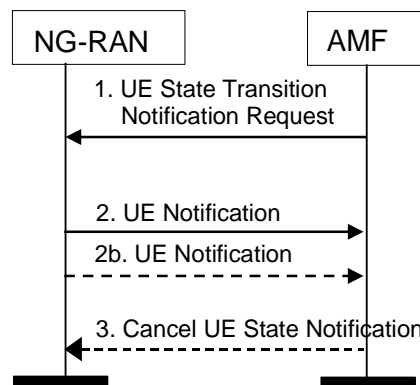 NG-RAN
AMF
1. UE State Transition
Notification Request
2. UE Notification
2b. UE Notification
3. Cancel UE State Notification